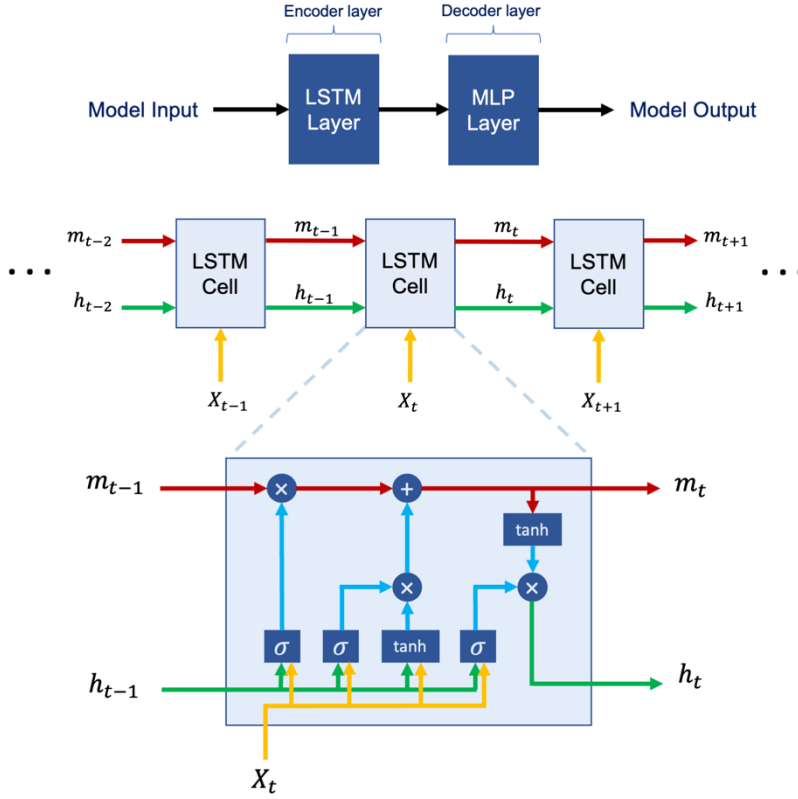 Encoder layer Decoder layer
Model Input LSTM Layer MLP Layer Model Output
m_{t-2} m_{t-1} m_t m_{t+1}
... LSTM Cell LSTM Cell LSTM Cell ...
h_{t-2} h_{t-1} h_t h_{t+1}
X_{t-1} X_t X_{t+1}
m_{t-1} × + m_t
tanh
× ×
σ σ tanh σ
h_{t-1} h_t
X_t